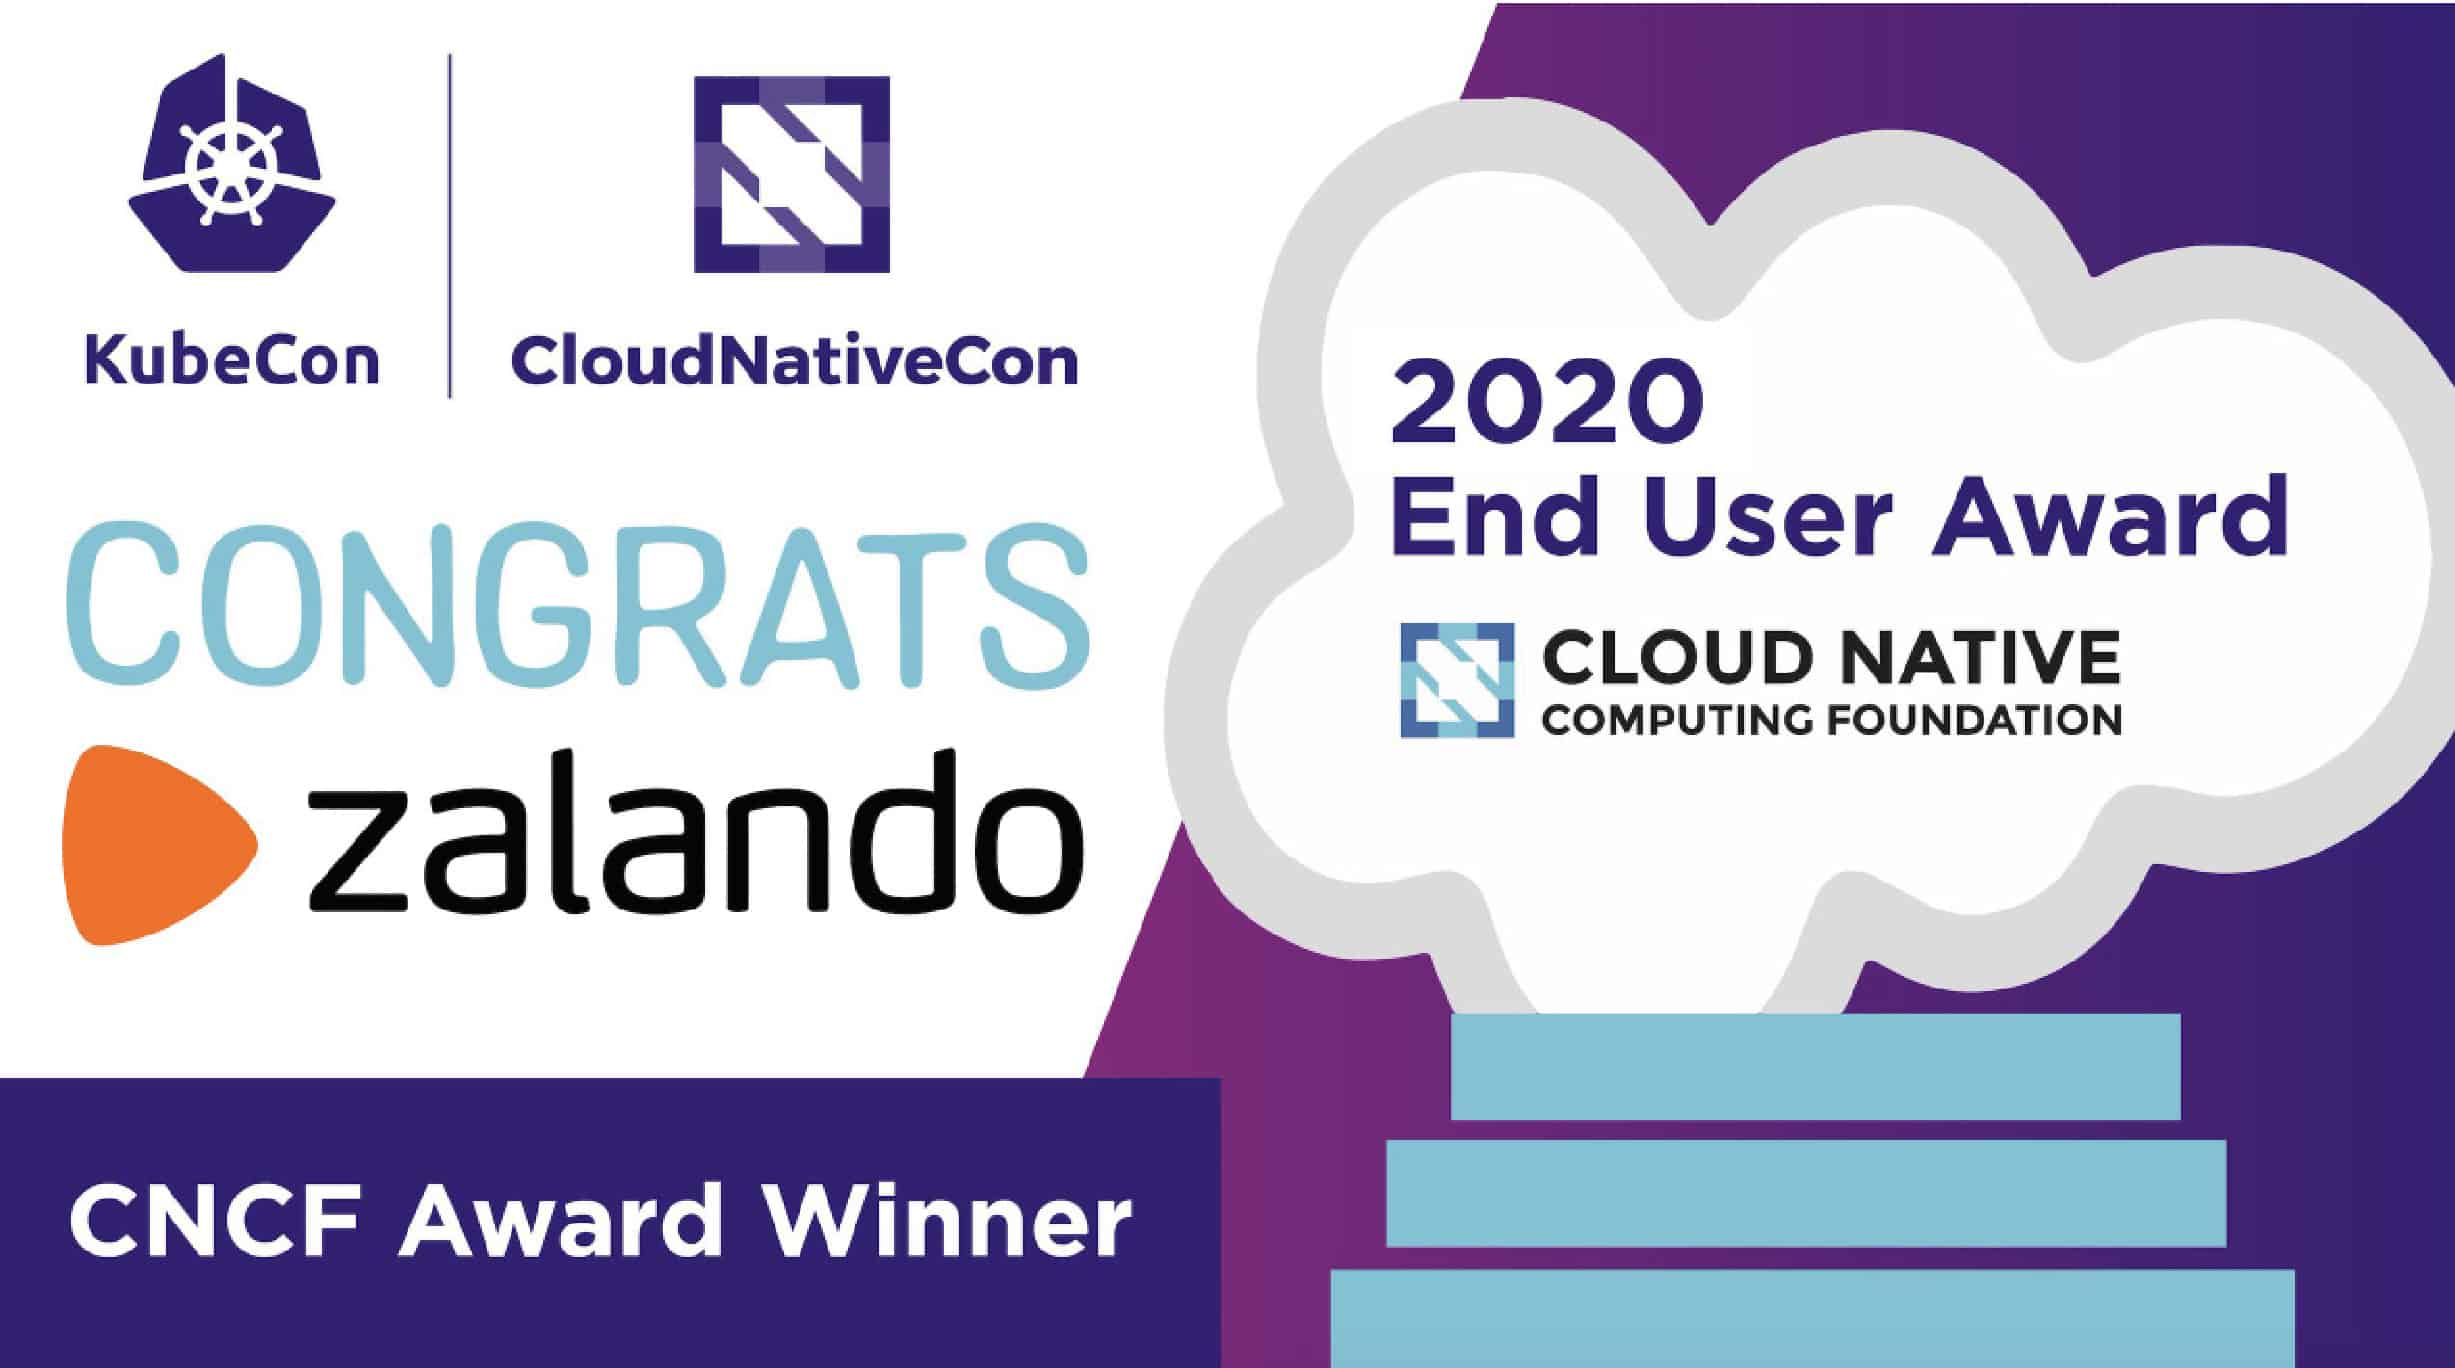 KubeCon
CloudNativeCon
CONGRATS
zalando
CNCF Award Winner
2020
End User Award
CLOUD NATIVE
COMPUTING FOUNDATION